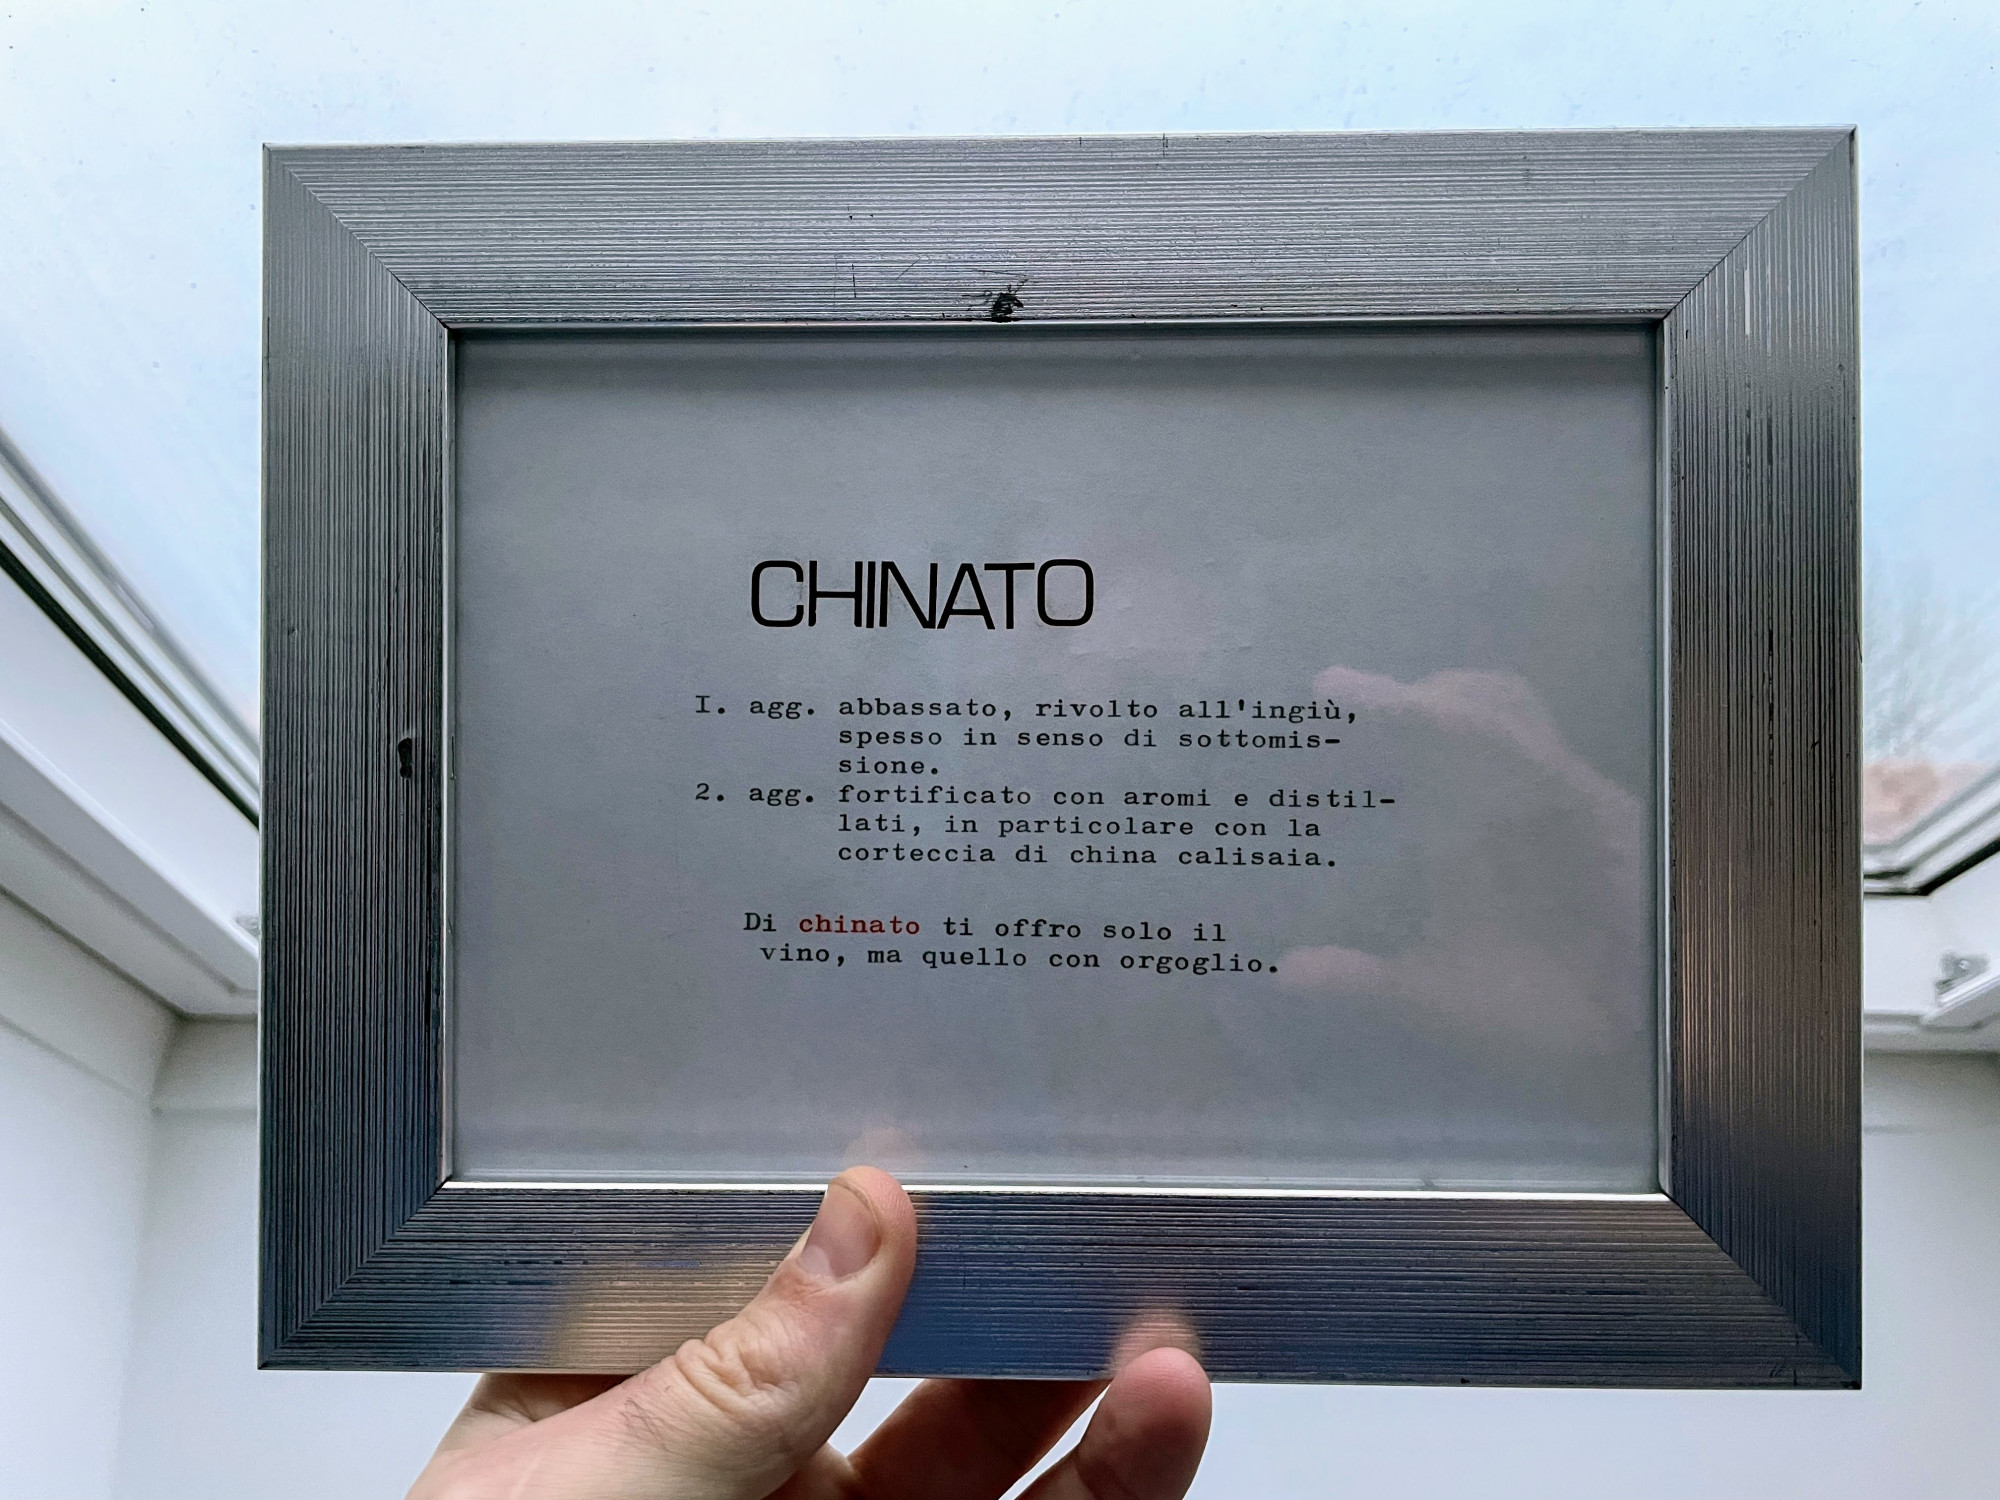 CHINATO
I. agg. abbassato, rivolto all'ingiù,
spesso in senso di sottomis-
sione.
2. agg. fortificato con aromi e distil-
lati, in particolare con la
corteccia di china calisaia.
Di chinato ti offro solo il
vino, ma quello con orgoglio.